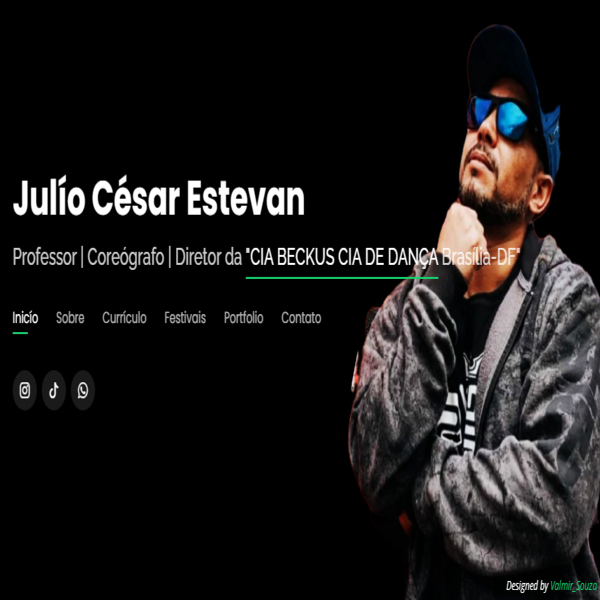 Julío César Estevan
Professor | Coreógrafo | Diretor da "CIA BECKUS CIA DE DANÇA Brasília-DF"
Inicío Sobre Currículo Festivais Portfolio Contato
Designed by Valmir_Souza